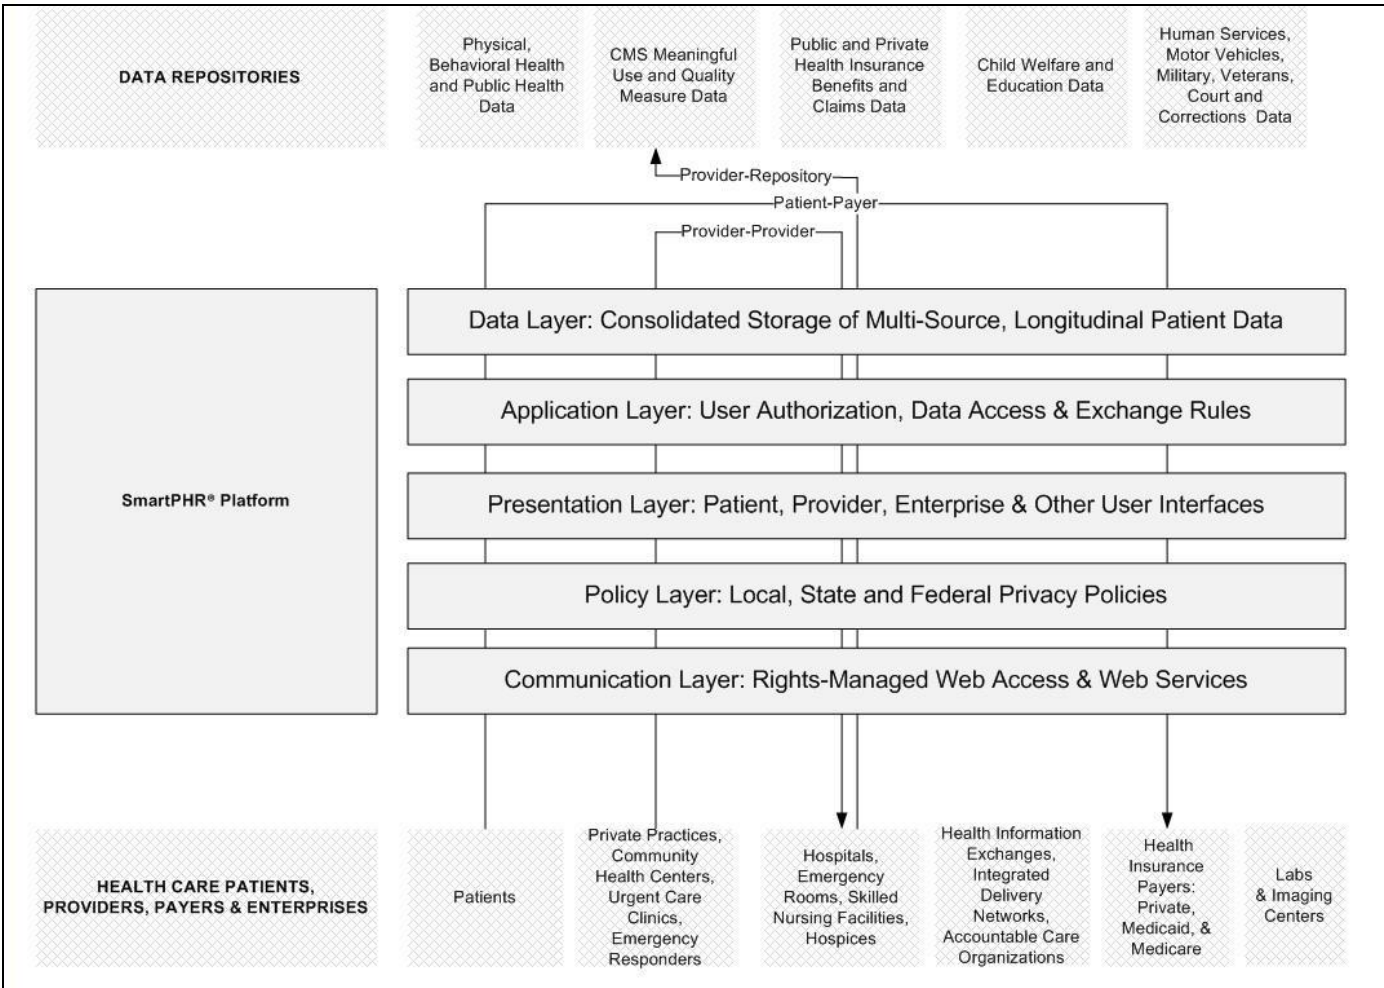 DATA REPOSITORIES
Physical,
Behavioral Health
and Public Health
Data
CMS Meaningful
Use and Quality
Measure Data
Public and Private
Health Insurance
Benefits and
Claims Data
Child Welfare and
Education Data
Human Services,
Motor Vehicles,
Military, Veterans,
Court and
Corrections Data
Provider-Repository
Patient-Payer
Provider-Provider
SmartPHR® Platform
Data Layer: Consolidated Storage of Multi-Source, Longitudinal Patient Data
Application Layer: User Authorization, Data Access & Exchange Rules
Presentation Layer: Patient, Provider, Enterprise & Other User Interfaces
Policy Layer: Local, State and Federal Privacy Policies
Communication Layer: Rights-Managed Web Access & Web Services
HEALTH CARE PATIENTS,
PROVIDERS, PAYERS & ENTERPRISES
Patients
Private Practices,
Community
Health Centers,
Urgent Care
Clinics,
Emergency
Responders
Hospitals,
Emergency
Rooms, Skilled
Nursing Facilities,
Hospices
Health Information
Exchanges,
Integrated
Delivery
Networks,
Accountable Care
Organizations
Health
Insurance
Payers:
Private,
Medicaid, &
Medicare
Labs
& Imaging
Centers